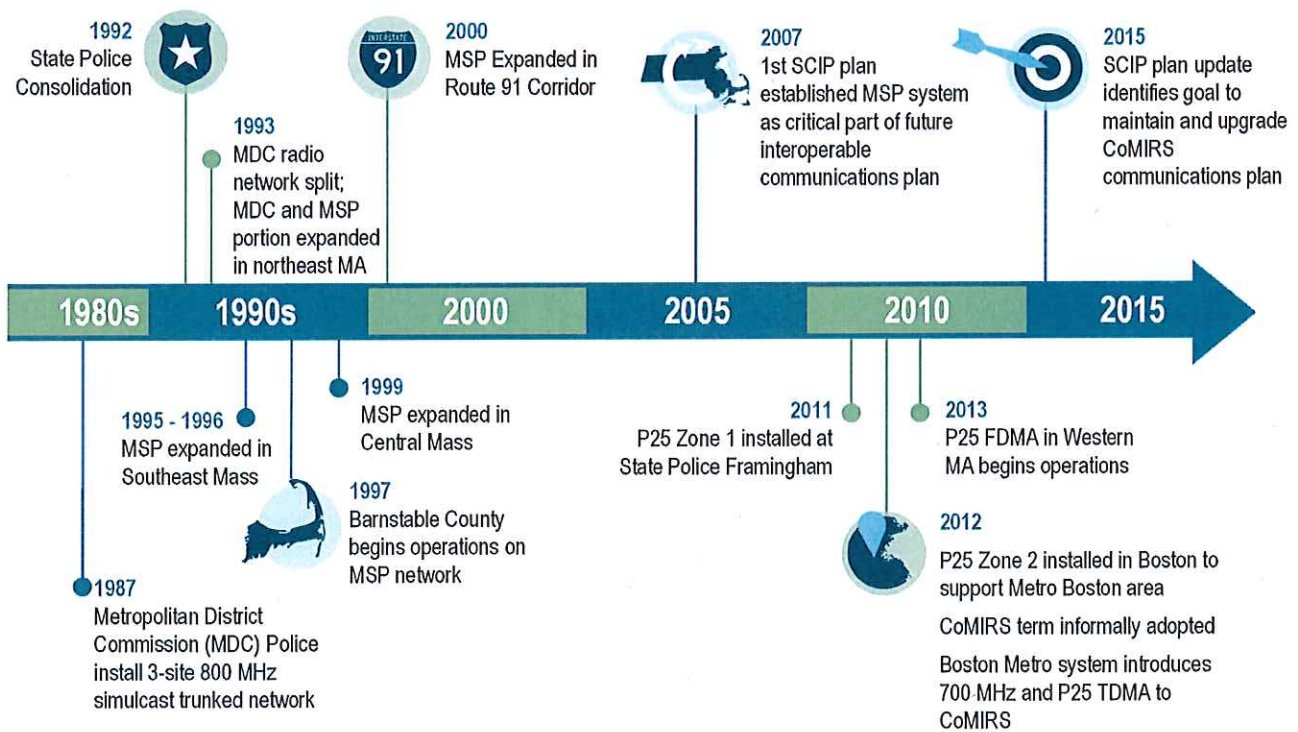 1992
State Police
Consolidation
1993
MDC radio
network split;
MDC and MSP
portion expanded
in northeast MA
INTERSTATE
91
2000
MSP Expanded in
Route 91 Corridor
2007
1st SCIP plan
established MSP system
as critical part of future
interoperable
communications plan
2015
SCIP plan update
identifies goal to
maintain and upgrade
CoMIRS
communications plan
1980s
1990s
2000
2005
2010
2015
1987
Metropolitan District
Commission (MDC) Police
install 3-site 800 MHz
simulcast trunked network
1995 - 1996
MSP expanded in
Southeast Mass
1997
Barnstable County
begins operations on
MSP network
1999
MSP expanded in
Central Mass
2011
P25 Zone 1 installed at
State Police Framingham
2012
P25 Zone 2 installed in Boston to
support Metro Boston area
CoMIRS term informally adopted
Boston Metro system introduces
700 MHz and P25 TDMA to
CoMIRS
2013
P25 FDMA in Western
MA begins operations